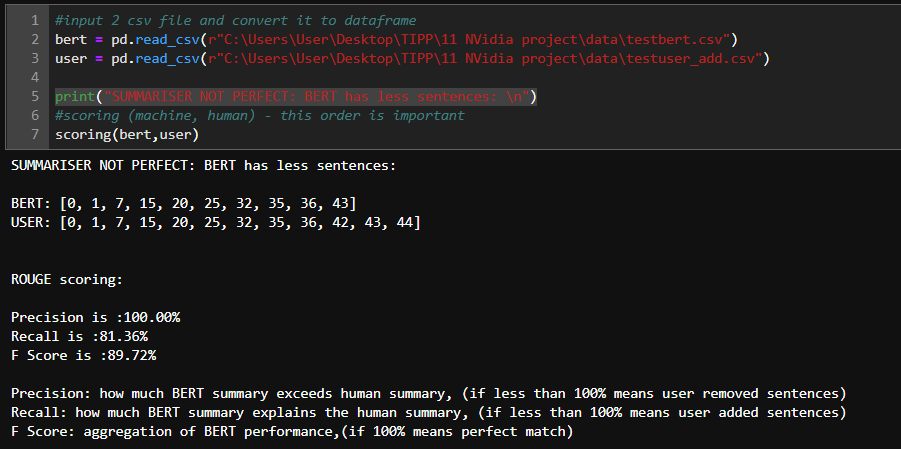 1 #input 2 csv file and convert it to dataframe
2 bert = pd.read_csv(r"C:\Users\User\Desktop\TIPP\11 NVidia project\data\testbert.csv")
3 user = pd.read_csv(r"C:\Users\User\Desktop\TIPP\11 NVidia project\data\testuser_add.csv")
4
5 print("SUMMARISER NOT PERFECT: BERT has less sentences: \n")
6 #scoring (machine, human) - this order is important
7 scoring(bert,user)
SUMMARISER NOT PERFECT: BERT has less sentences:
BERT: [0, 1, 7, 15, 20, 25, 32, 35, 36, 43]
USER: [0, 1, 7, 15, 20, 25, 32, 35, 36, 42, 43, 44]
ROUGE scoring:
Precision is :100.00%
Recall is :81.36%
F Score is :89.72%
Precision: how much BERT summary exceeds human summary, (if less than 100% means user removed sentences)
Recall: how much BERT summary explains the human summary, (if less than 100% means user added sentences)
F Score: aggregation of BERT performance,(if 100% means perfect match)